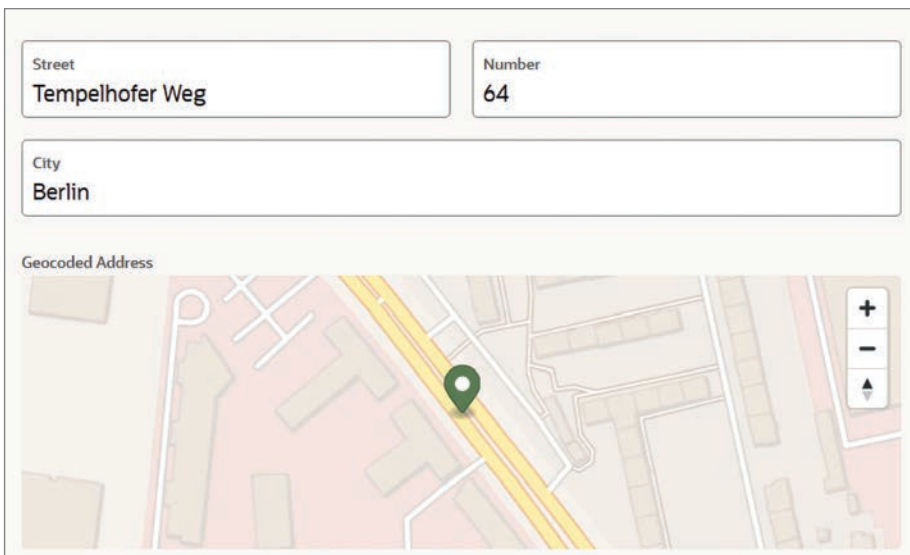 Street
Tempelhofer Weg
Number
64
City
Berlin
Geocoded Address
+
−